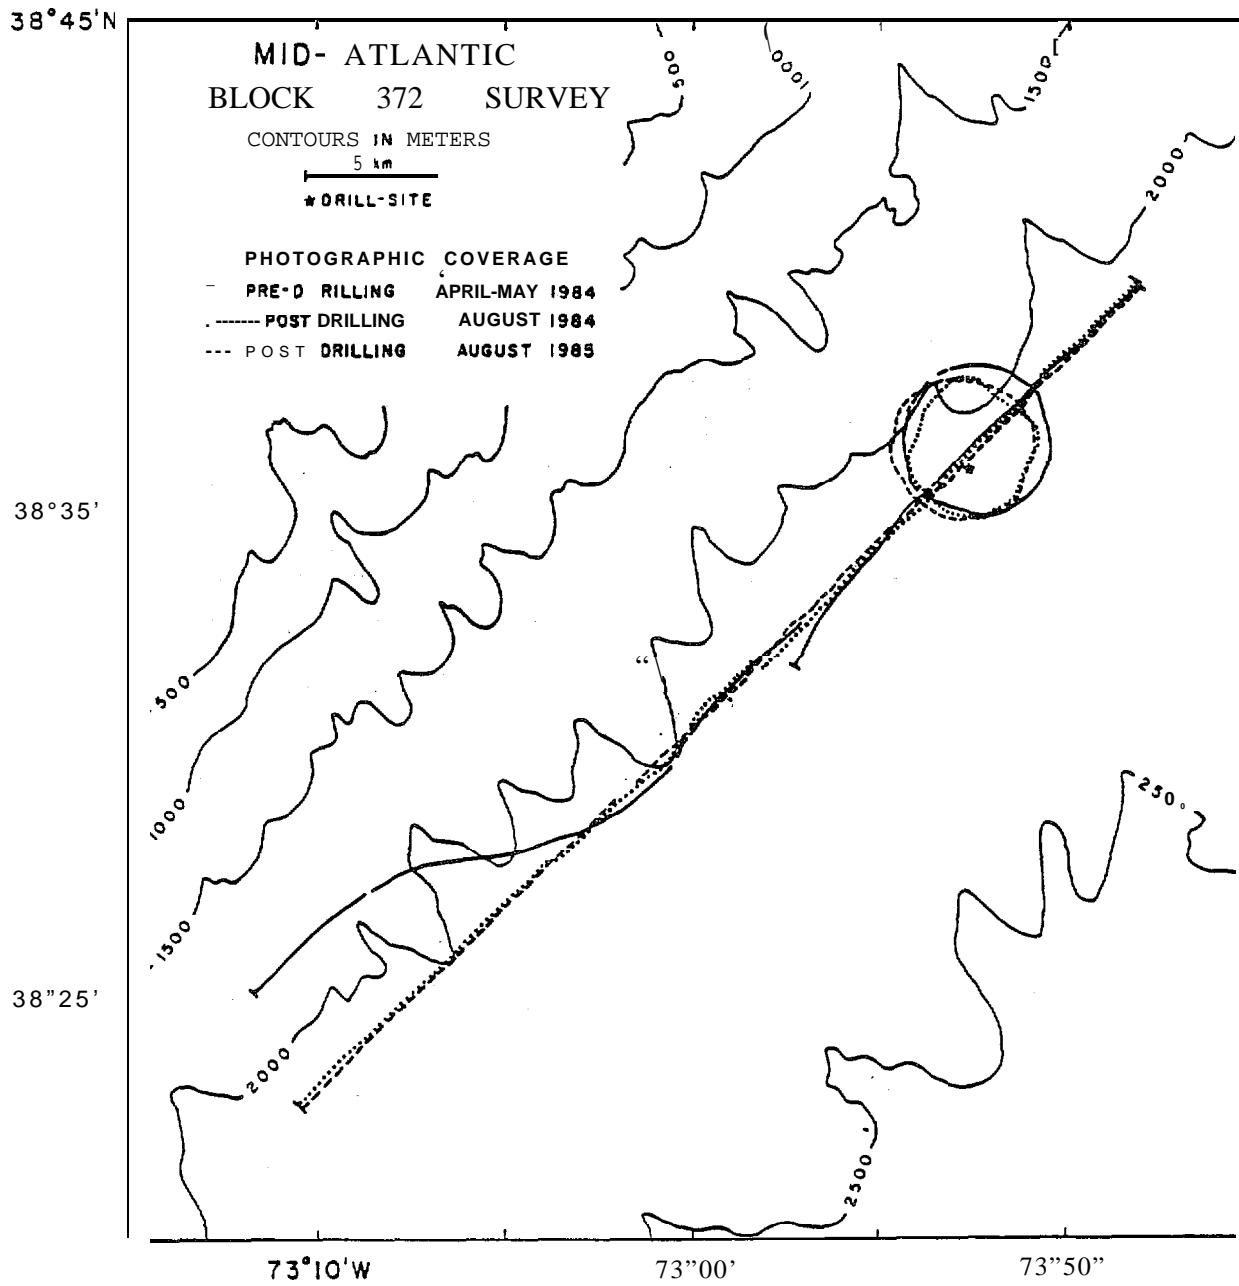 38°45'N
MID- ATLANTIC
BLOCK 372 SURVEY
CONTOURS IN METERS
5 km
*DRILL-SITE
PHOTOGRAPHIC COVERAGE
PRE-D RILLING APRIL-MAY 1984
.-------POST DRILLING AUGUST 1984
--- POST DRILLING AUGUST 1985
500
1000
1500
2000
38°35'
500
1000
1500
2000
250°
2500
38"25'
73°10'W
73"00'
73"50"